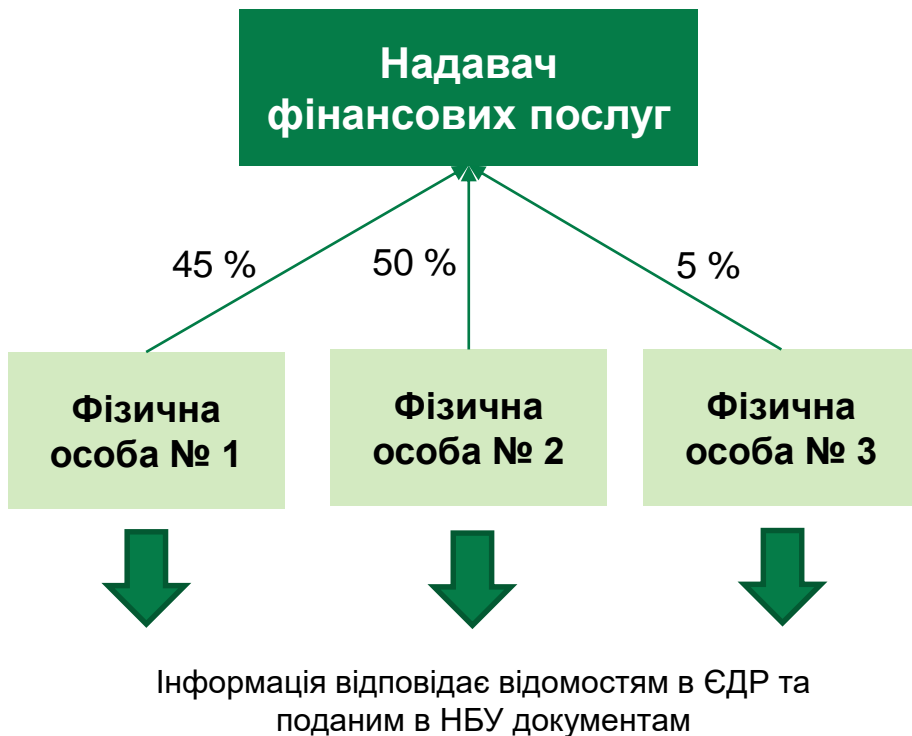 Надавач
фінансових послуг
45 %
50 %
5 %
Фізична
особа № 1
Фізична
особа № 2
Фізична
особа № 3
Інформація відповідає відомостям в ЄДР та
поданим в НБУ документам